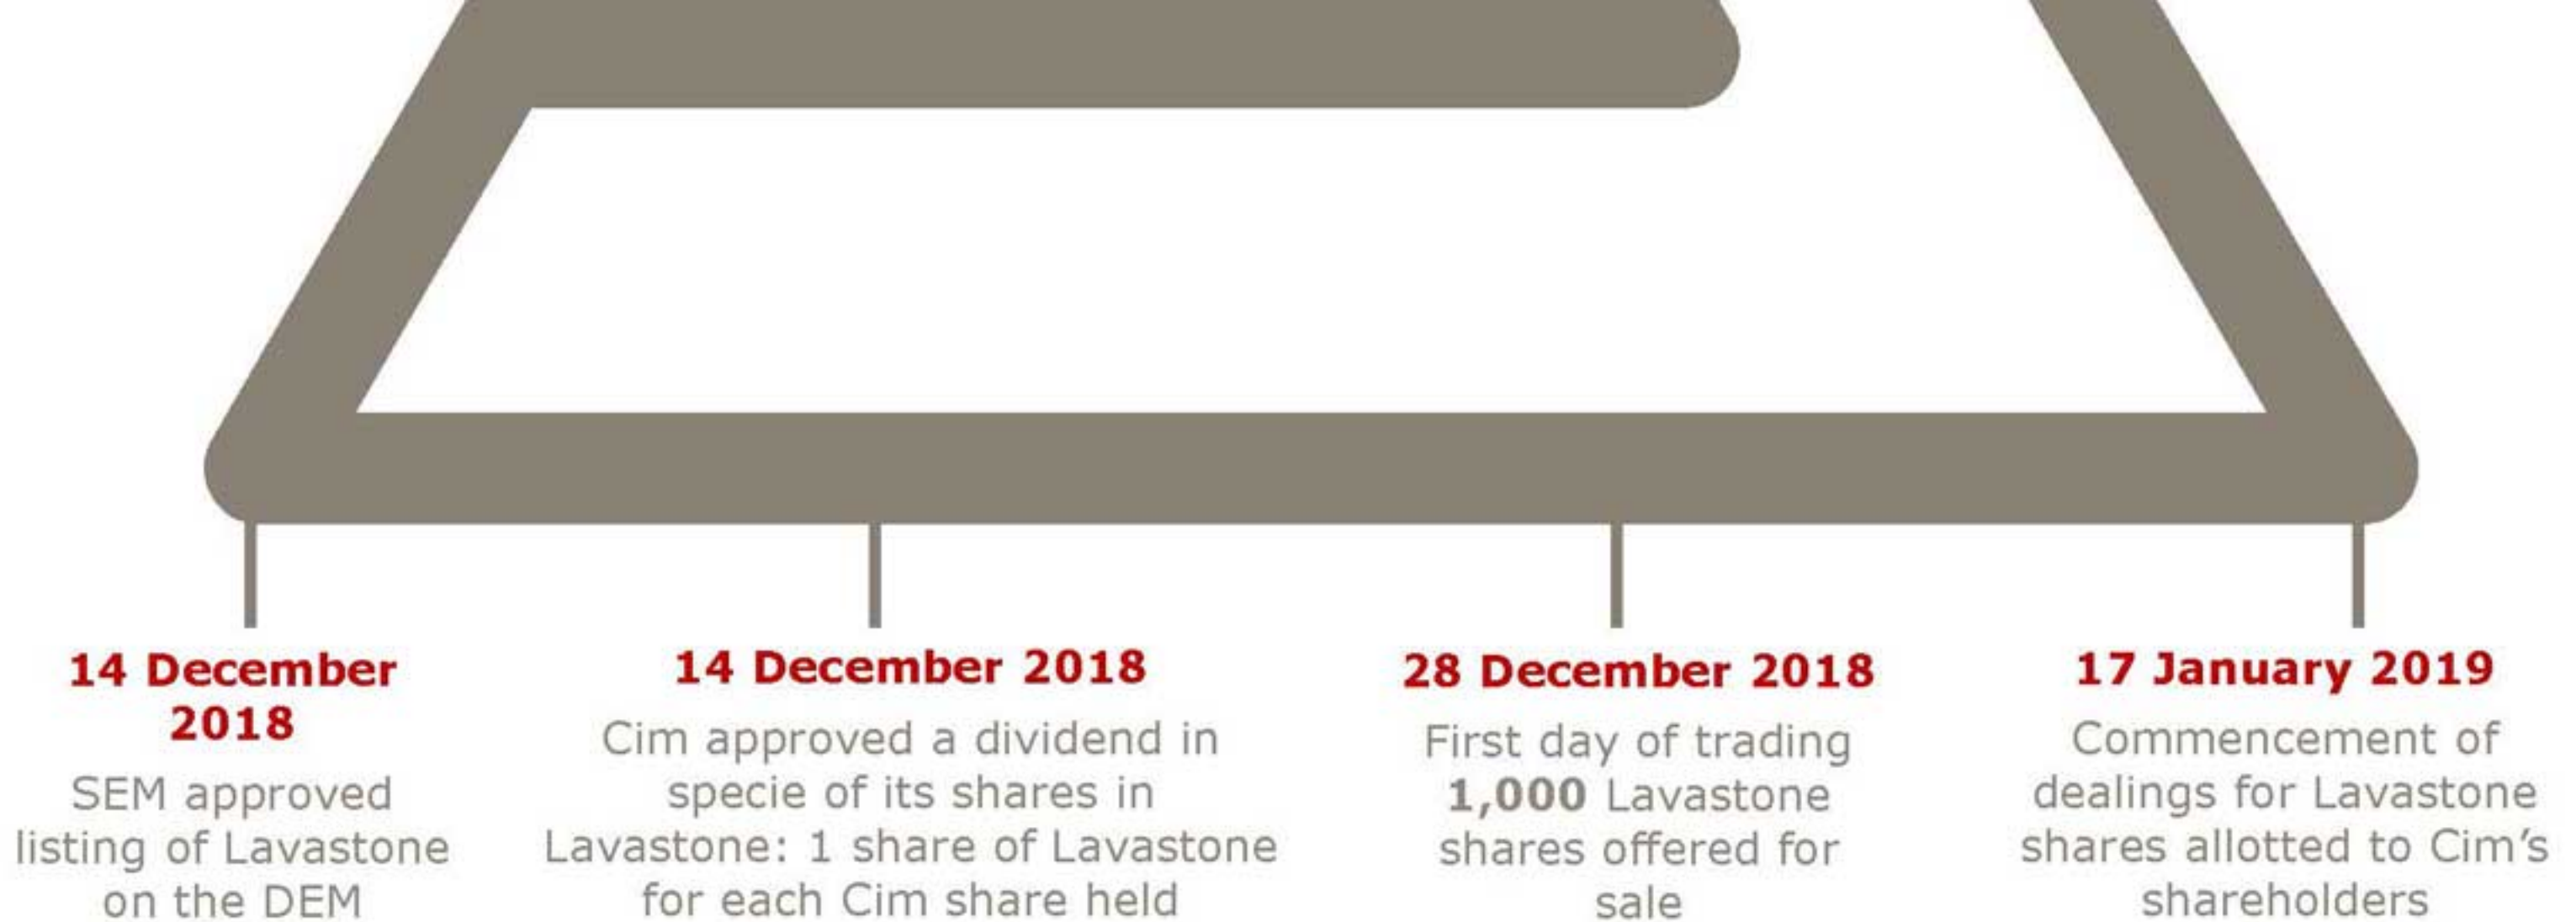 14 December
2018
SEM approved
listing of Lavastone
on the DEM
14 December 2018
Cim approved a dividend in
specie of its shares in
Lavastone: 1 share of Lavastone
for each Cim share held
28 December 2018
First day of trading
1,000 Lavastone
shares offered for
sale
17 January 2019
Commencement of
dealings for Lavastone
shares allotted to Cim’s
shareholders